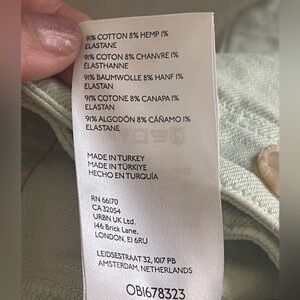 91% COTTON 8% HEMP 1%
ELASTANE
91% COTON 8% CHANVRE 1%
ÉLASTHANNE
91% BAUMWOLLE 8% HANF 1%
ELASTAN
91% COTONE 8% CANAPA 1%
ELASTAN
91% ALGODÓN 8% CÁÑAMO 1%
ELASTANE
MADE IN TURKEY
MADE IN TÜRKIYE
HECHO EN TURQUÍA
RN 66170
CA 32054
URBN UK Ltd.
146 Brick Lane,
LONDON, E1 6RU
LEIDSESTRAAT 32, 1017 PB
AMSTERDAM, NETHERLANDS
OB1678323